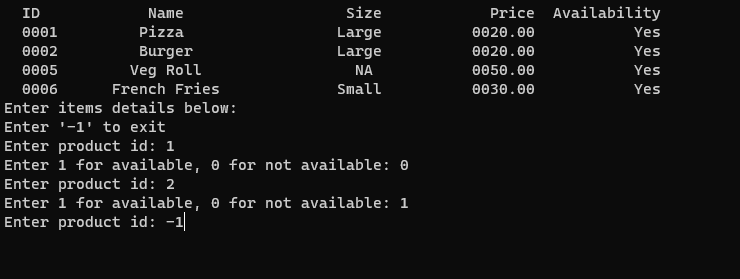 ID Name Size Price Availability
0001 Pizza Large 0020.00 Yes
0002 Burger Large 0020.00 Yes
0005 Veg Roll NA 0050.00 Yes
0006 French Fries Small 0030.00 Yes
Enter items details below:
Enter '-1' to exit
Enter product id: 1
Enter 1 for available, 0 for not available: 0
Enter product id: 2
Enter 1 for available, 0 for not available: 1
Enter product id: -1